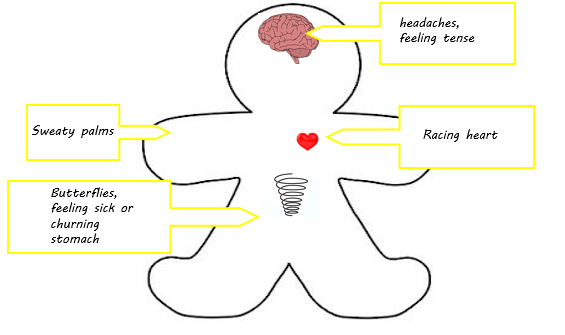 headaches,
feeling tense
Sweaty palms
Racing heart
Butterflies,
feeling sick or
churning
stomach